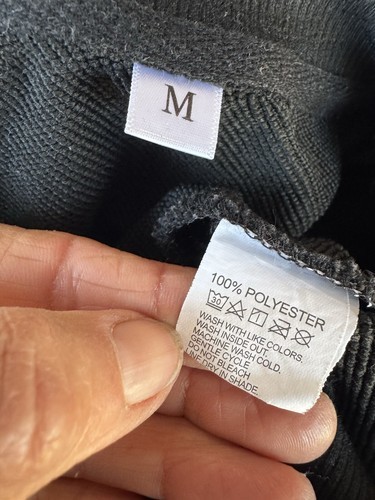 M
100% POLYESTER
30
WASH WITH LIKE COLORS.
WASH INSIDE OUT.
MACHINE WASH COLD.
GENTLE CYCLE
DO NOT BLEACH
LINE DRY IN SHADE.